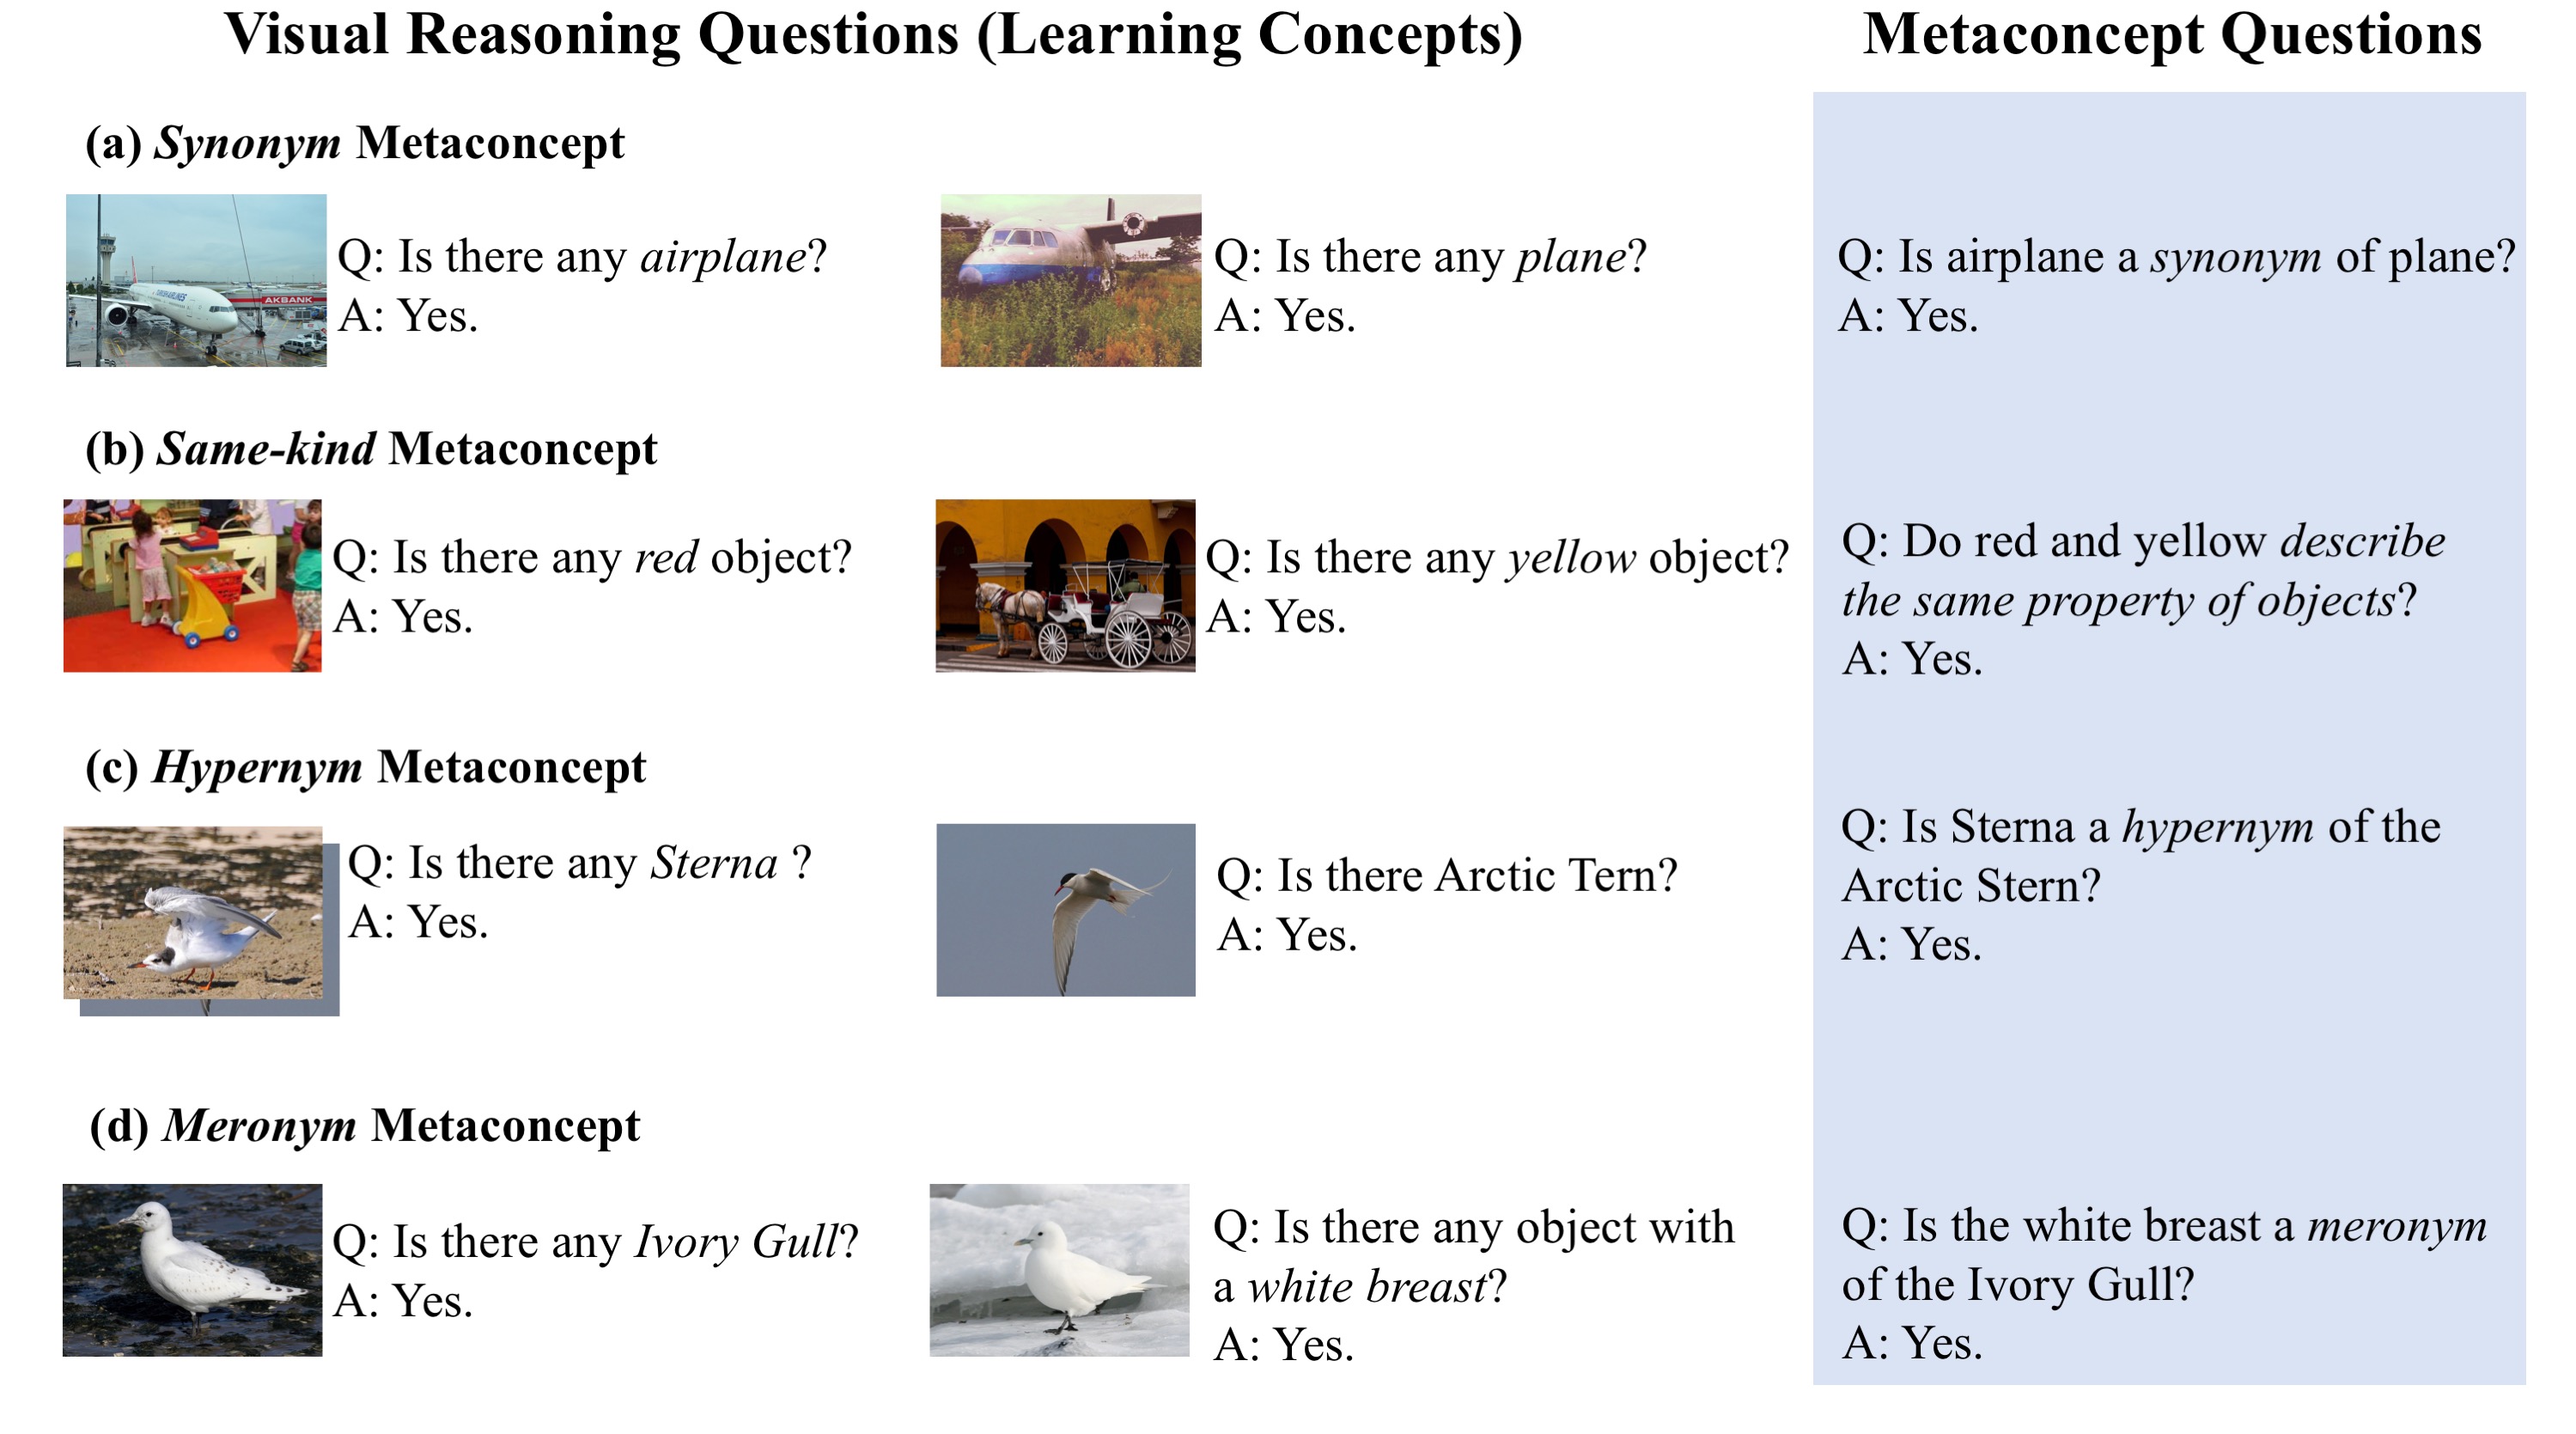 Visual Reasoning Questions (Learning Concepts)
Metaconcept Questions
(a) Synonym Metaconcept
AKBANK
Q: Is there any airplane?
A: Yes.
Q: Is there any plane?
A: Yes.
Q: Is airplane a synonym of plane?
A: Yes.
(b) Same-kind Metaconcept
Q: Is there any red object?
A: Yes.
Q: Is there any yellow object?
A: Yes.
Q: Do red and yellow describe
the same property of objects?
A: Yes.
(c) Hypernym Metaconcept
Q: Is there any Sterna ?
A: Yes.
Q: Is there Arctic Tern?
A: Yes.
Q: Is Sterna a hypernym of the
Arctic Stern?
A: Yes.
(d) Meronym Metaconcept
Q: Is there any Ivory Gull?
A: Yes.
Q: Is there any object with
a white breast?
A: Yes.
Q: Is the white breast a meronym
of the Ivory Gull?
A: Yes.